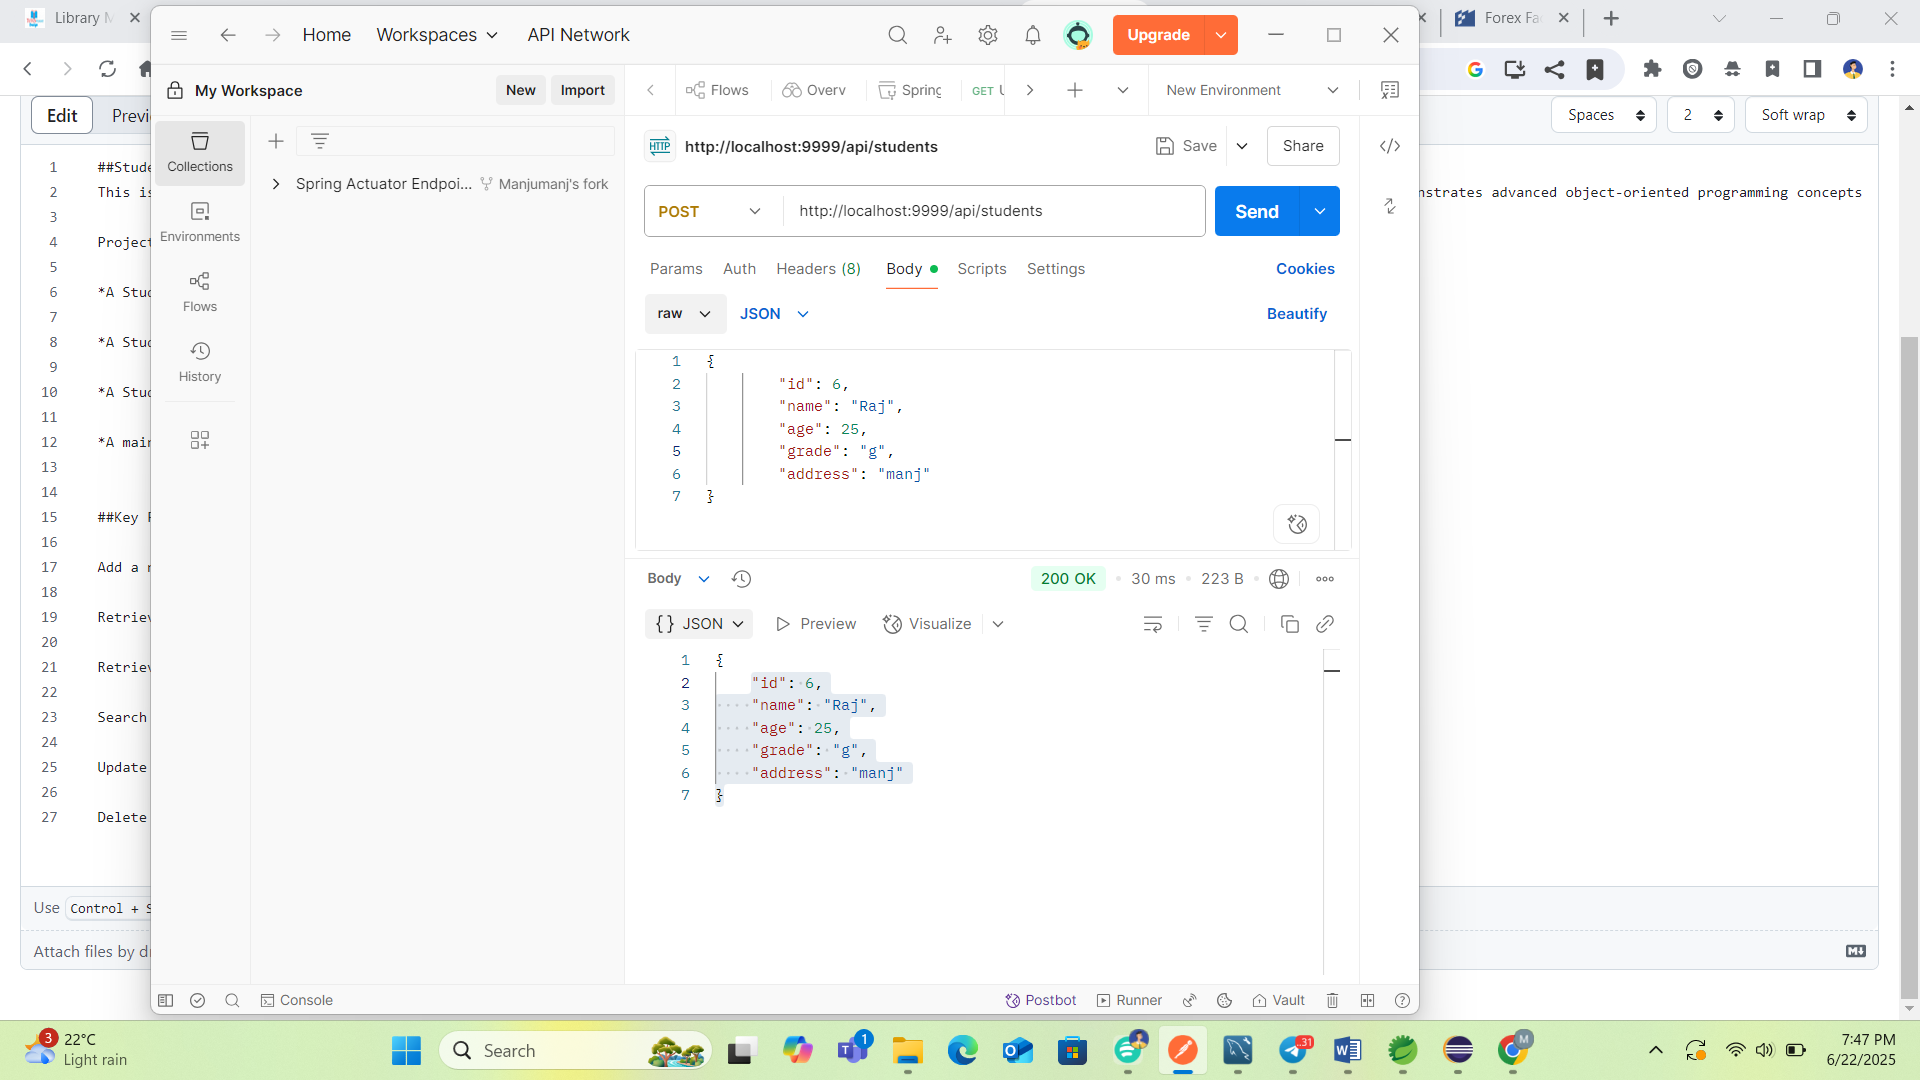 Library M
Forex Fa
Home
Workspaces
API Network
Upgrade
My Workspace
New
Import
Flows
Overv
Spring
GET U
New Environment
Edit
Previ
Spaces
2
Soft wrap
Collections
Environments
Flows
History
Spring Actuator Endpoi...
Manjumanj's fork
http://localhost:9999/api/students
Save
Share
POST
http://localhost:9999/api/students
Send
Params
Auth
Headers (8)
Body
Scripts
Settings
Cookies
raw
JSON
Beautify
1 {
2 "id": 6,
3 "name": "Raj",
4 "age": 25,
5 "grade": "g",
6 "address": "manj"
7 }
Body
200 OK
30 ms
223 B
{} JSON
Preview
Visualize
1 {
2 "id": 6,
3 "name": "Raj",
4 "age": 25,
5 "grade": "g",
6 "address": "manj"
7 }
1 ##Stude
2 This is
nstrates advanced object-oriented programming concepts
3
4 Project
5
6 *A Stud
7
8 *A Stud
9
10 *A Stud
11
12 *A main
13
14
15 ##Key F
16
17 Add a n
18
19 Retriev
20
21 Retriev
22
23 Search
24
25 Update
26
27 Delete
Use Control + S
Attach files by dr
Console
Postbot
Runner
Vault
3
22°C
Light rain
Search
1
31
M
7:47 PM
6/22/2025